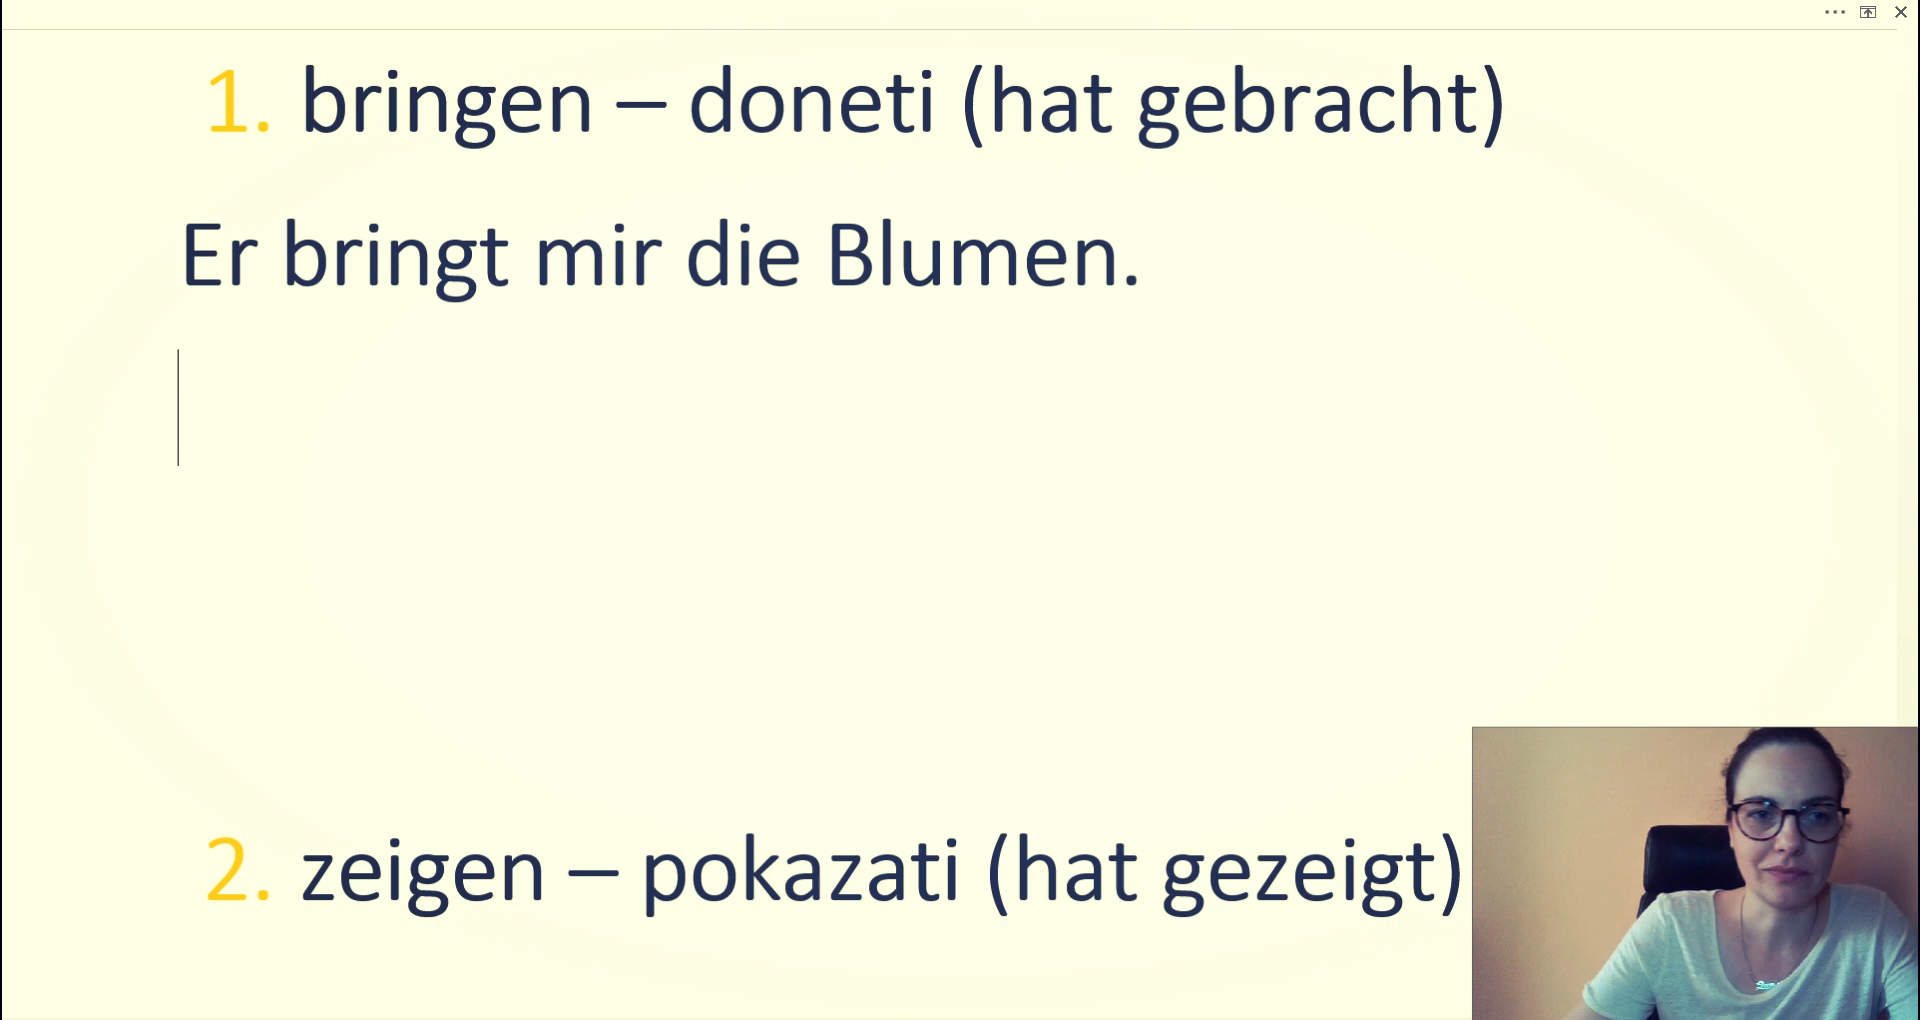 1. bringen – doneti (hat gebracht)
Er bringt mir die Blumen.
2. zeigen – pokazati (hat gezeigt)